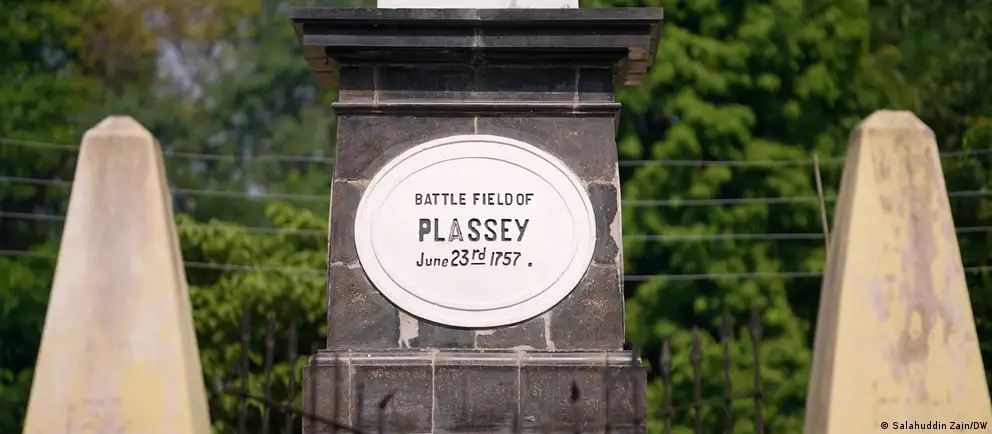 BATTLE FIELD OF
PLASSEY
June 23rd 1757 .
© Salahuddin Zain/DW